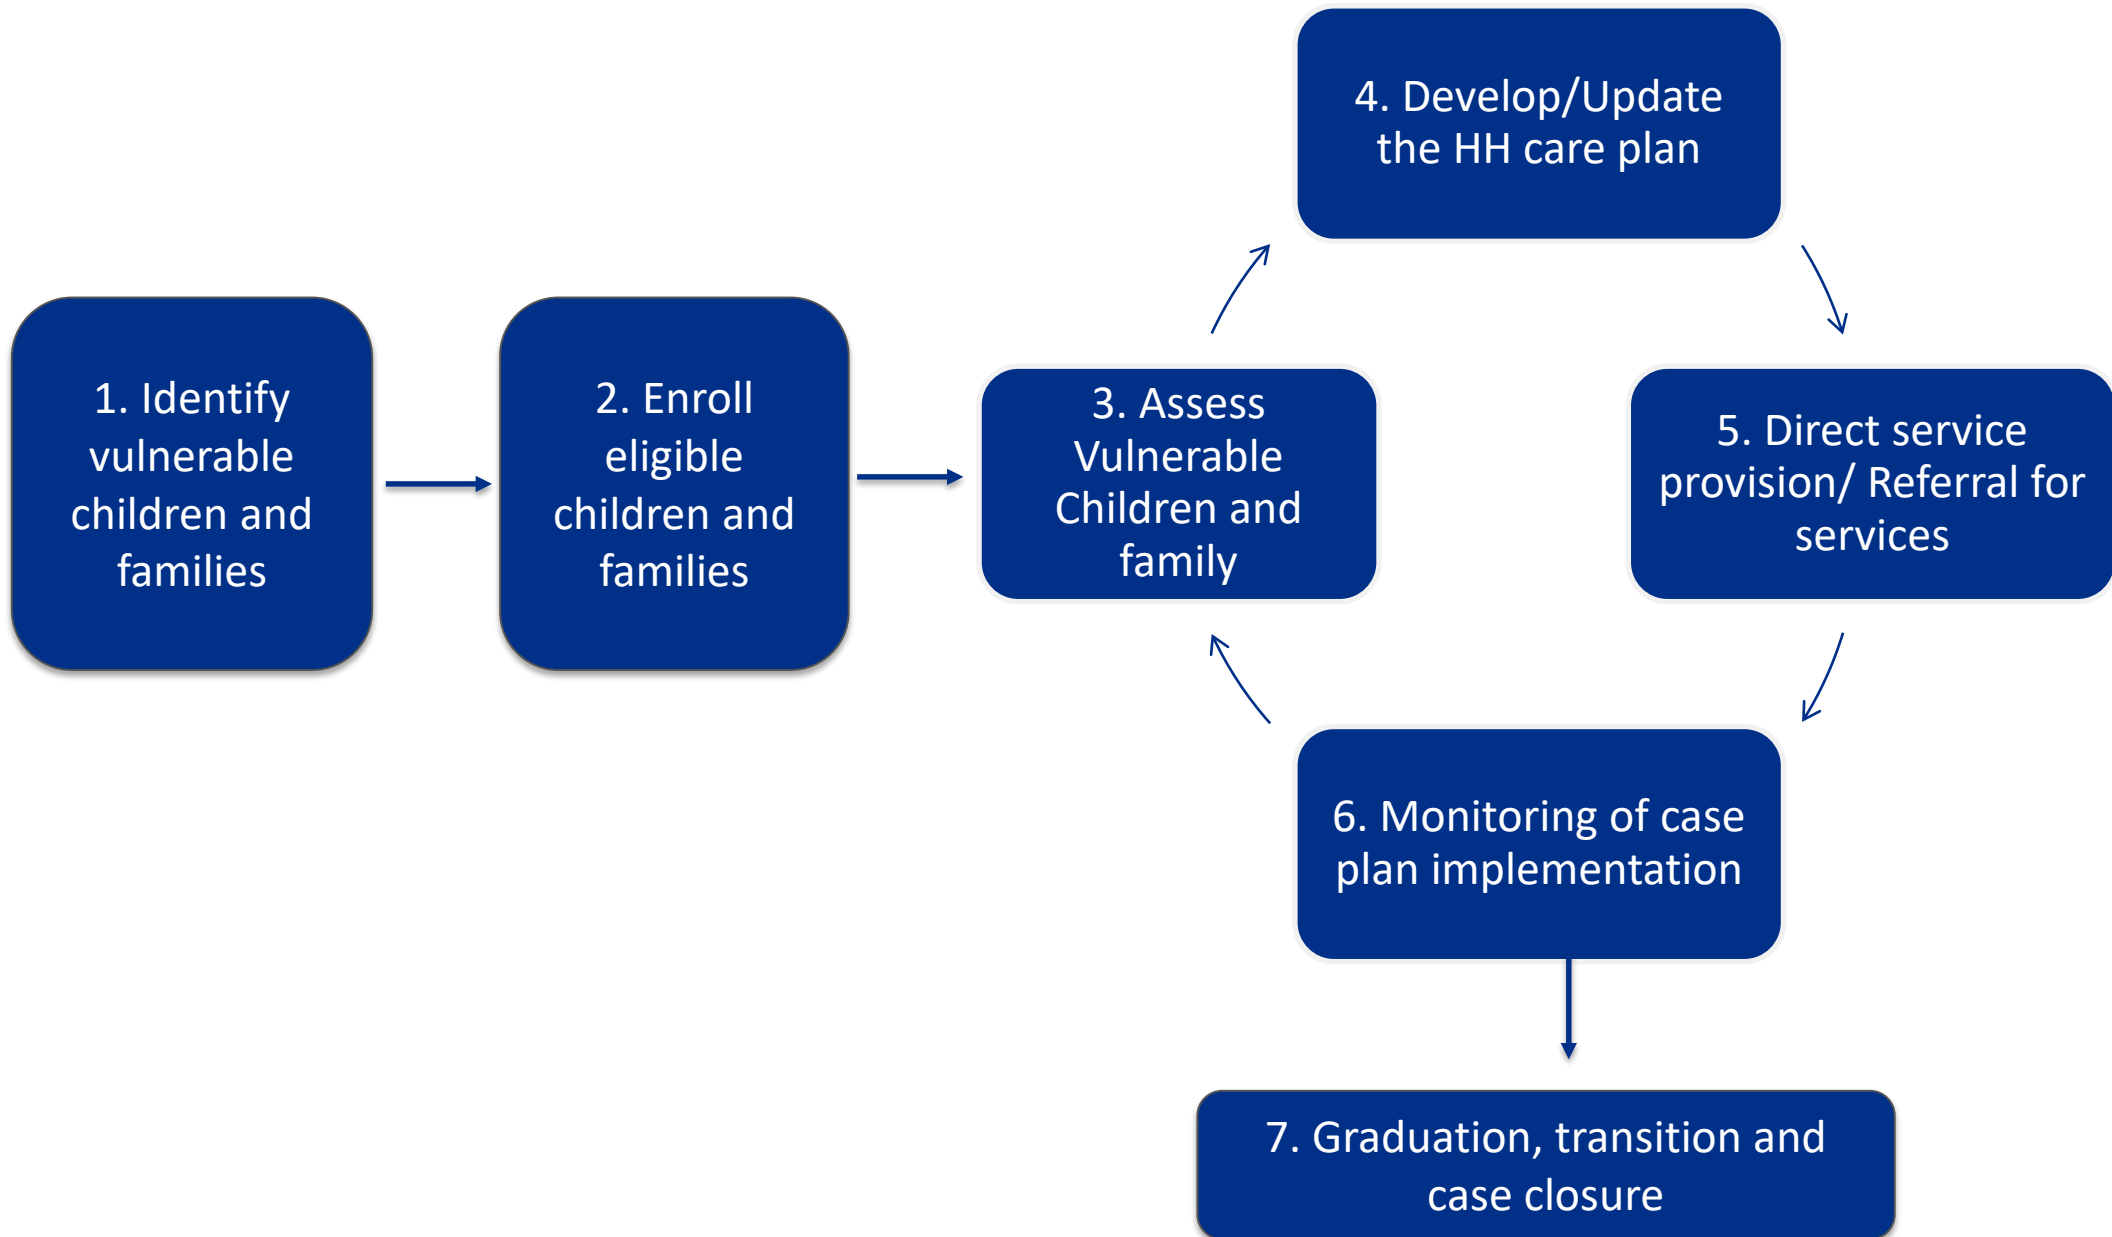 1. Identify
vulnerable
children and
families
2. Enroll
eligible
children and
families
3. Assess
Vulnerable
Children and
family
4. Develop/Update
the HH care plan
5. Direct service
provision/ Referral for
services
6. Monitoring of case
plan implementation
7. Graduation, transition and
case closure